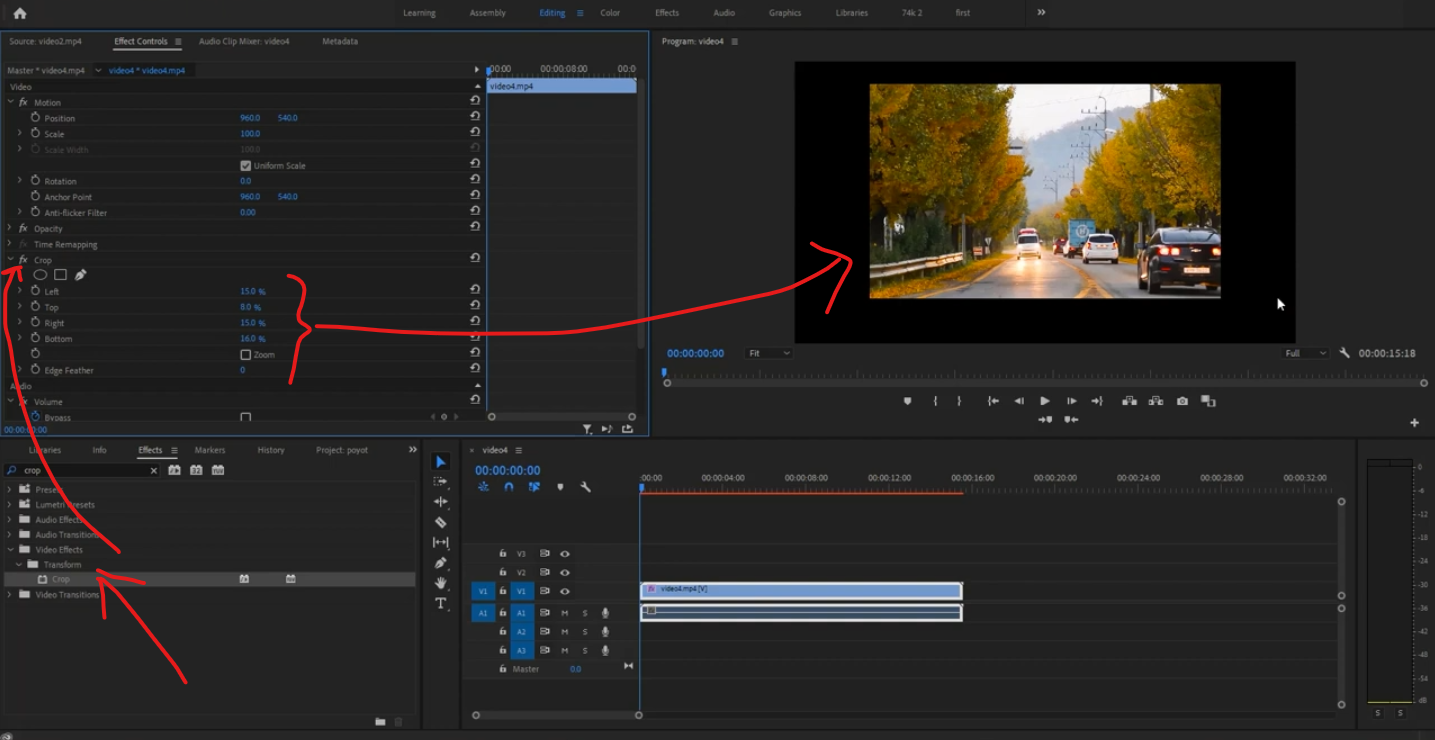 Learning Assembly Editing Color Effects Audio Graphics Libraries 74k 2 first
Source: video2.mp4 Effect Controls Audio Clip Mixer: video4 Metadata
Master * video4.mp4 video4 * video4.mp4
:00:00 00:00:08:00 00:0
Video
video4.mp4
fx Motion
Position 960.0 540.0
Scale 100.0
Scale Width 100.0
Uniform Scale
Rotation 0.0
Anchor Point 960.0 540.0
Anti-flicker Filter 0.00
fx Opacity
fx Time Remapping
fx Crop
Left 15.0 %
Top 8.0 %
Right 15.0 %
Bottom 16.0 %
Zoom
Edge Feather 0
Audio
fx Volume
Bypass
00:00:00:00
Program: video4
00:00:00:00 Fit Full 00:00:15:18
Libraries Info Effects Markers History Project: poyot
crop
Presets
Lumetri Presets
Audio Effects
Audio Transitions
Video Effects
Transform
Crop
Video Transitions
video4
00:00:00:00
:00:00 00:00:04:00 00:00:08:00 00:00:12:00 00:00:16:00 00:00:20:00 00:00:24:00 00:00:28:00 00:00:32:00
V3
V2
V1 V1 fx video4.mp4 [V]
A1 A1 M S
A2 M S
A3 M S
Master 0.0
0
-6
-12
-18
-24
-30
-36
-42
-48
-54
dB
S S